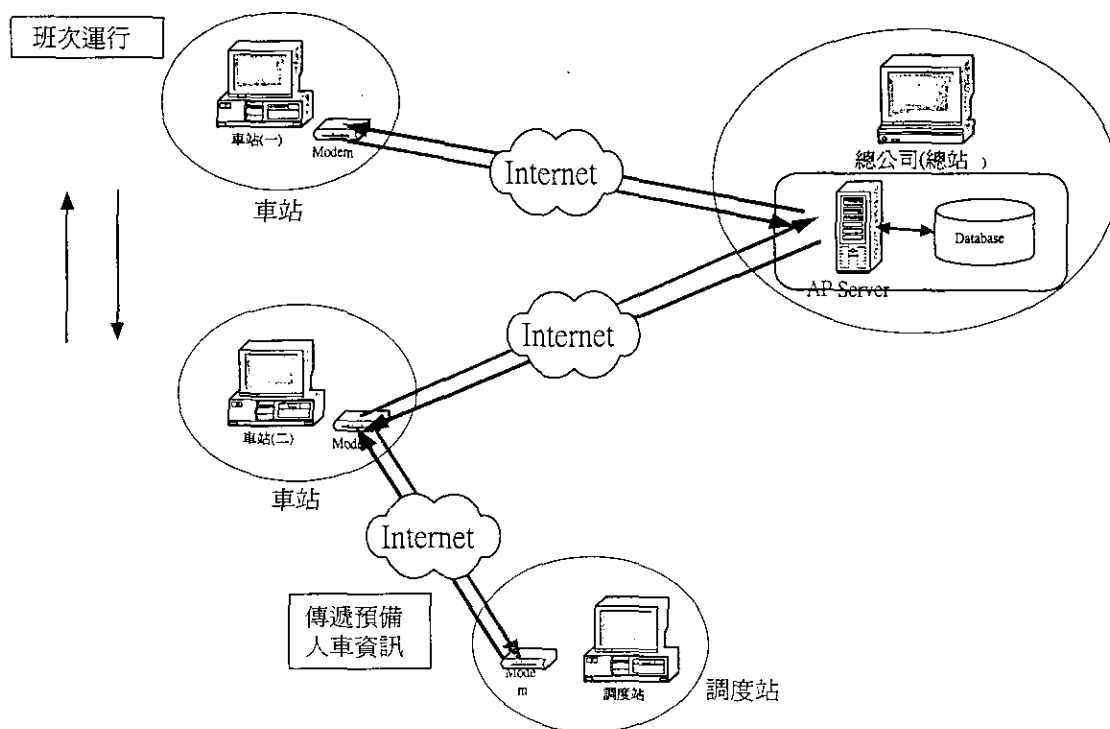 班次運行
車站(一)
Modem
車站
Internet
總公司(總站 )
Database
AP Server
Internet
車站(二)
Mode
車站
Internet
傳遞預備
人車資訊
Mode
m
調度站
調度站